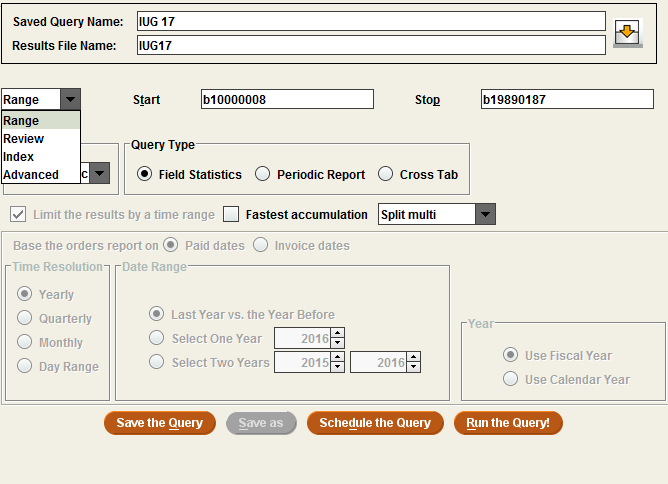 Saved Query Name: IUG 17
Results File Name: IUG17
Range Start b10000008 Stop b19890187
Range
Review
Index
Advanced c
Query Type
Field Statistics Periodic Report Cross Tab
Limit the results by a time range Fastest accumulation Split multi
Base the orders report on Paid dates Invoice dates
Time Resolution
Yearly
Quarterly
Monthly
Day Range
Date Range
Last Year vs. the Year Before
Select One Year 2016
Select Two Years 2015 2016
Year
Use Fiscal Year
Use Calendar Year
Save the Query Save as Schedule the Query Run the Query!